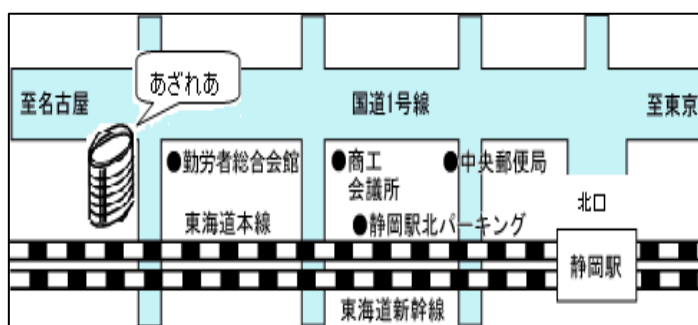 あざれあ
至名古屋
国道1号線
至東京
●勤労者総合会館
●商工
会議所
●中央郵便局
北口
東海道本線
●静岡駅北パーキング
静岡駅
東海道新幹線